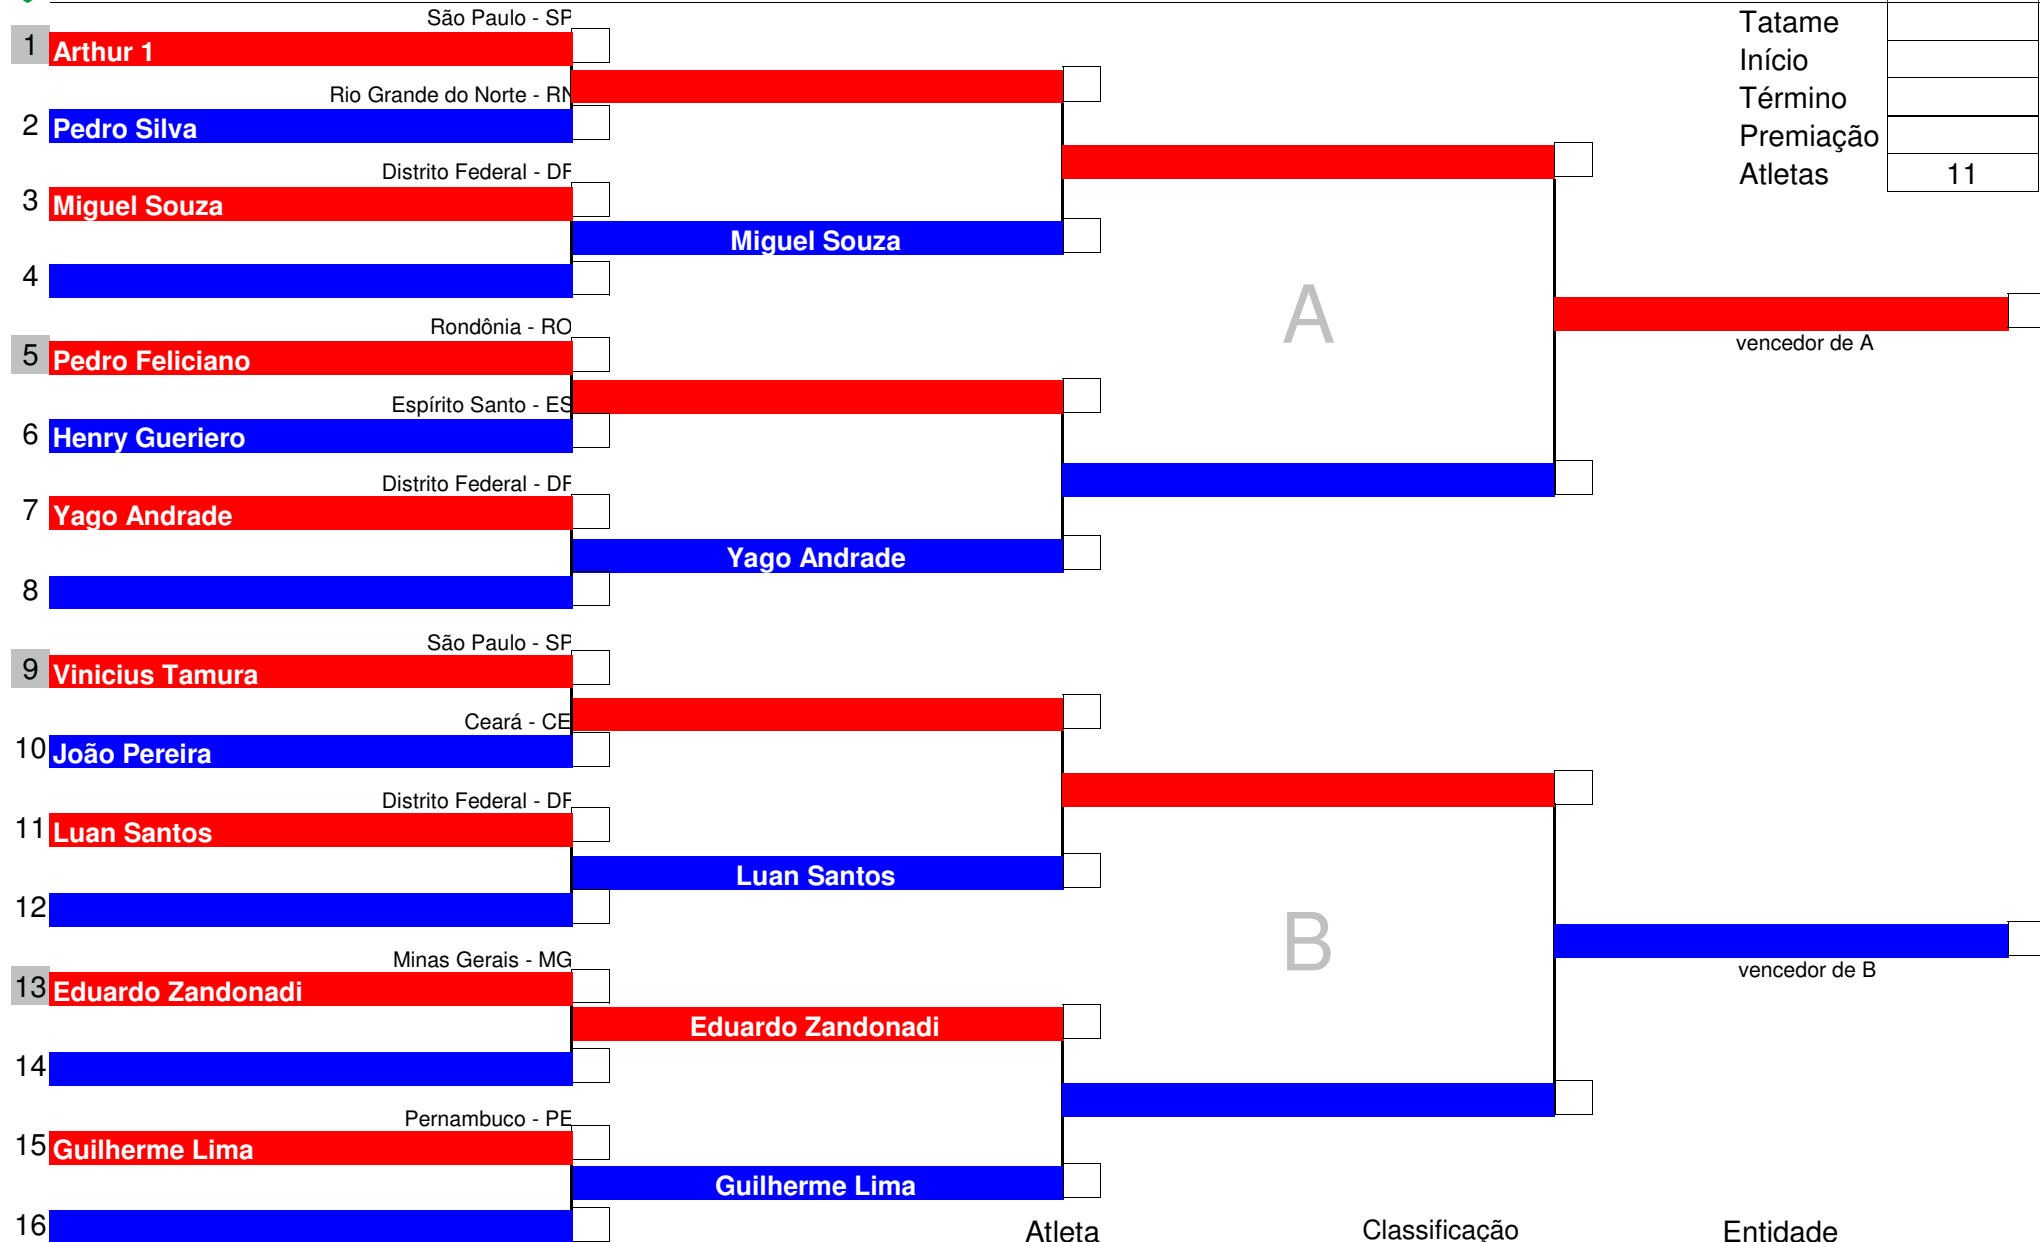 São Paulo - SP
1 Arthur 1
Rio Grande do Norte - RN
2 Pedro Silva
Distrito Federal - DF
3 Miguel Souza
Miguel Souza
4
Rondônia - RO
5 Pedro Feliciano
Espírito Santo - ES
6 Henry Gueriero
Distrito Federal - DF
7 Yago Andrade
Yago Andrade
8
São Paulo - SP
9 Vinicius Tamura
Ceará - CE
10 João Pereira
Distrito Federal - DF
11 Luan Santos
Luan Santos
12
Minas Gerais - MG
13 Eduardo Zandonadi
Eduardo Zandonadi
14
Pernambuco - PE
15 Guilherme Lima
Guilherme Lima
16
A
vencedor de A
B
vencedor de B
Tatame
Início
Término
Premiação
Atletas 11
Atleta Classificação Entidade